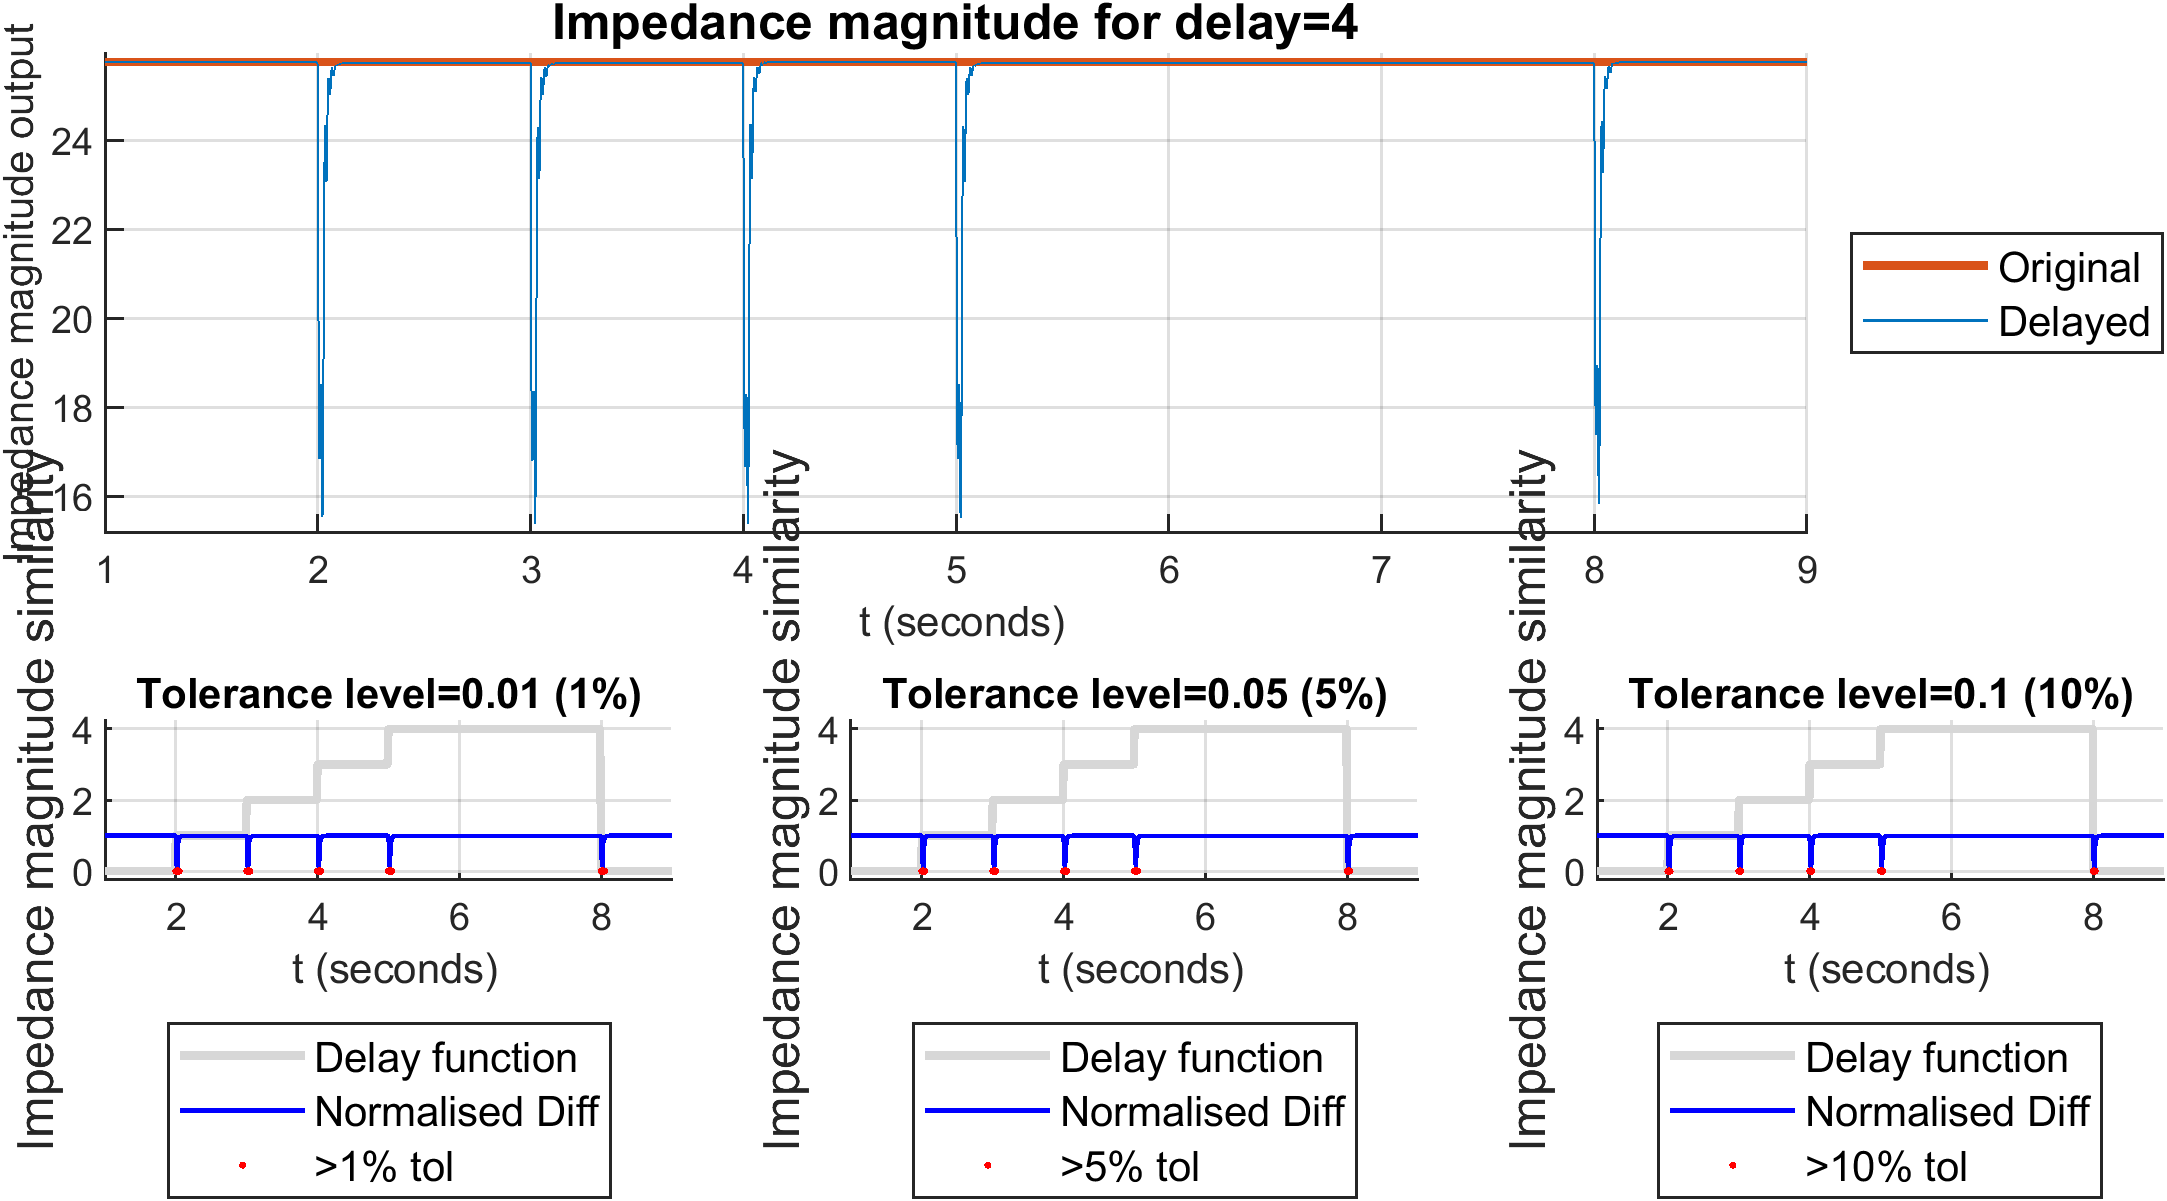 Impedance magnitude for delay=4
Impedance magnitude output
24
22
20
18
16
1 2 3 4 5 6 7 8 9
t (seconds)
Original
Delayed
Tolerance level=0.01 (1%)
Impedance magnitude similarity
4
2
0
2 4 6 8
t (seconds)
Delay function
Normalised Diff
>1% tol
Tolerance level=0.05 (5%)
Impedance magnitude similarity
4
2
0
2 4 6 8
t (seconds)
Delay function
Normalised Diff
>5% tol
Tolerance level=0.1 (10%)
Impedance magnitude similarity
4
2
0
2 4 6 8
t (seconds)
Delay function
Normalised Diff
>10% tol